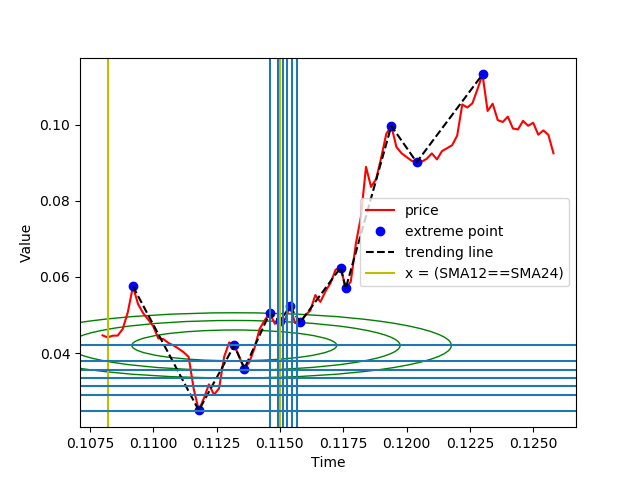 0.10
0.08
0.06
0.04
Value
price
extreme point
trending line
x = (SMA12==SMA24)
0.1075 0.1100 0.1125 0.1150 0.1175 0.1200 0.1225 0.1250
Time